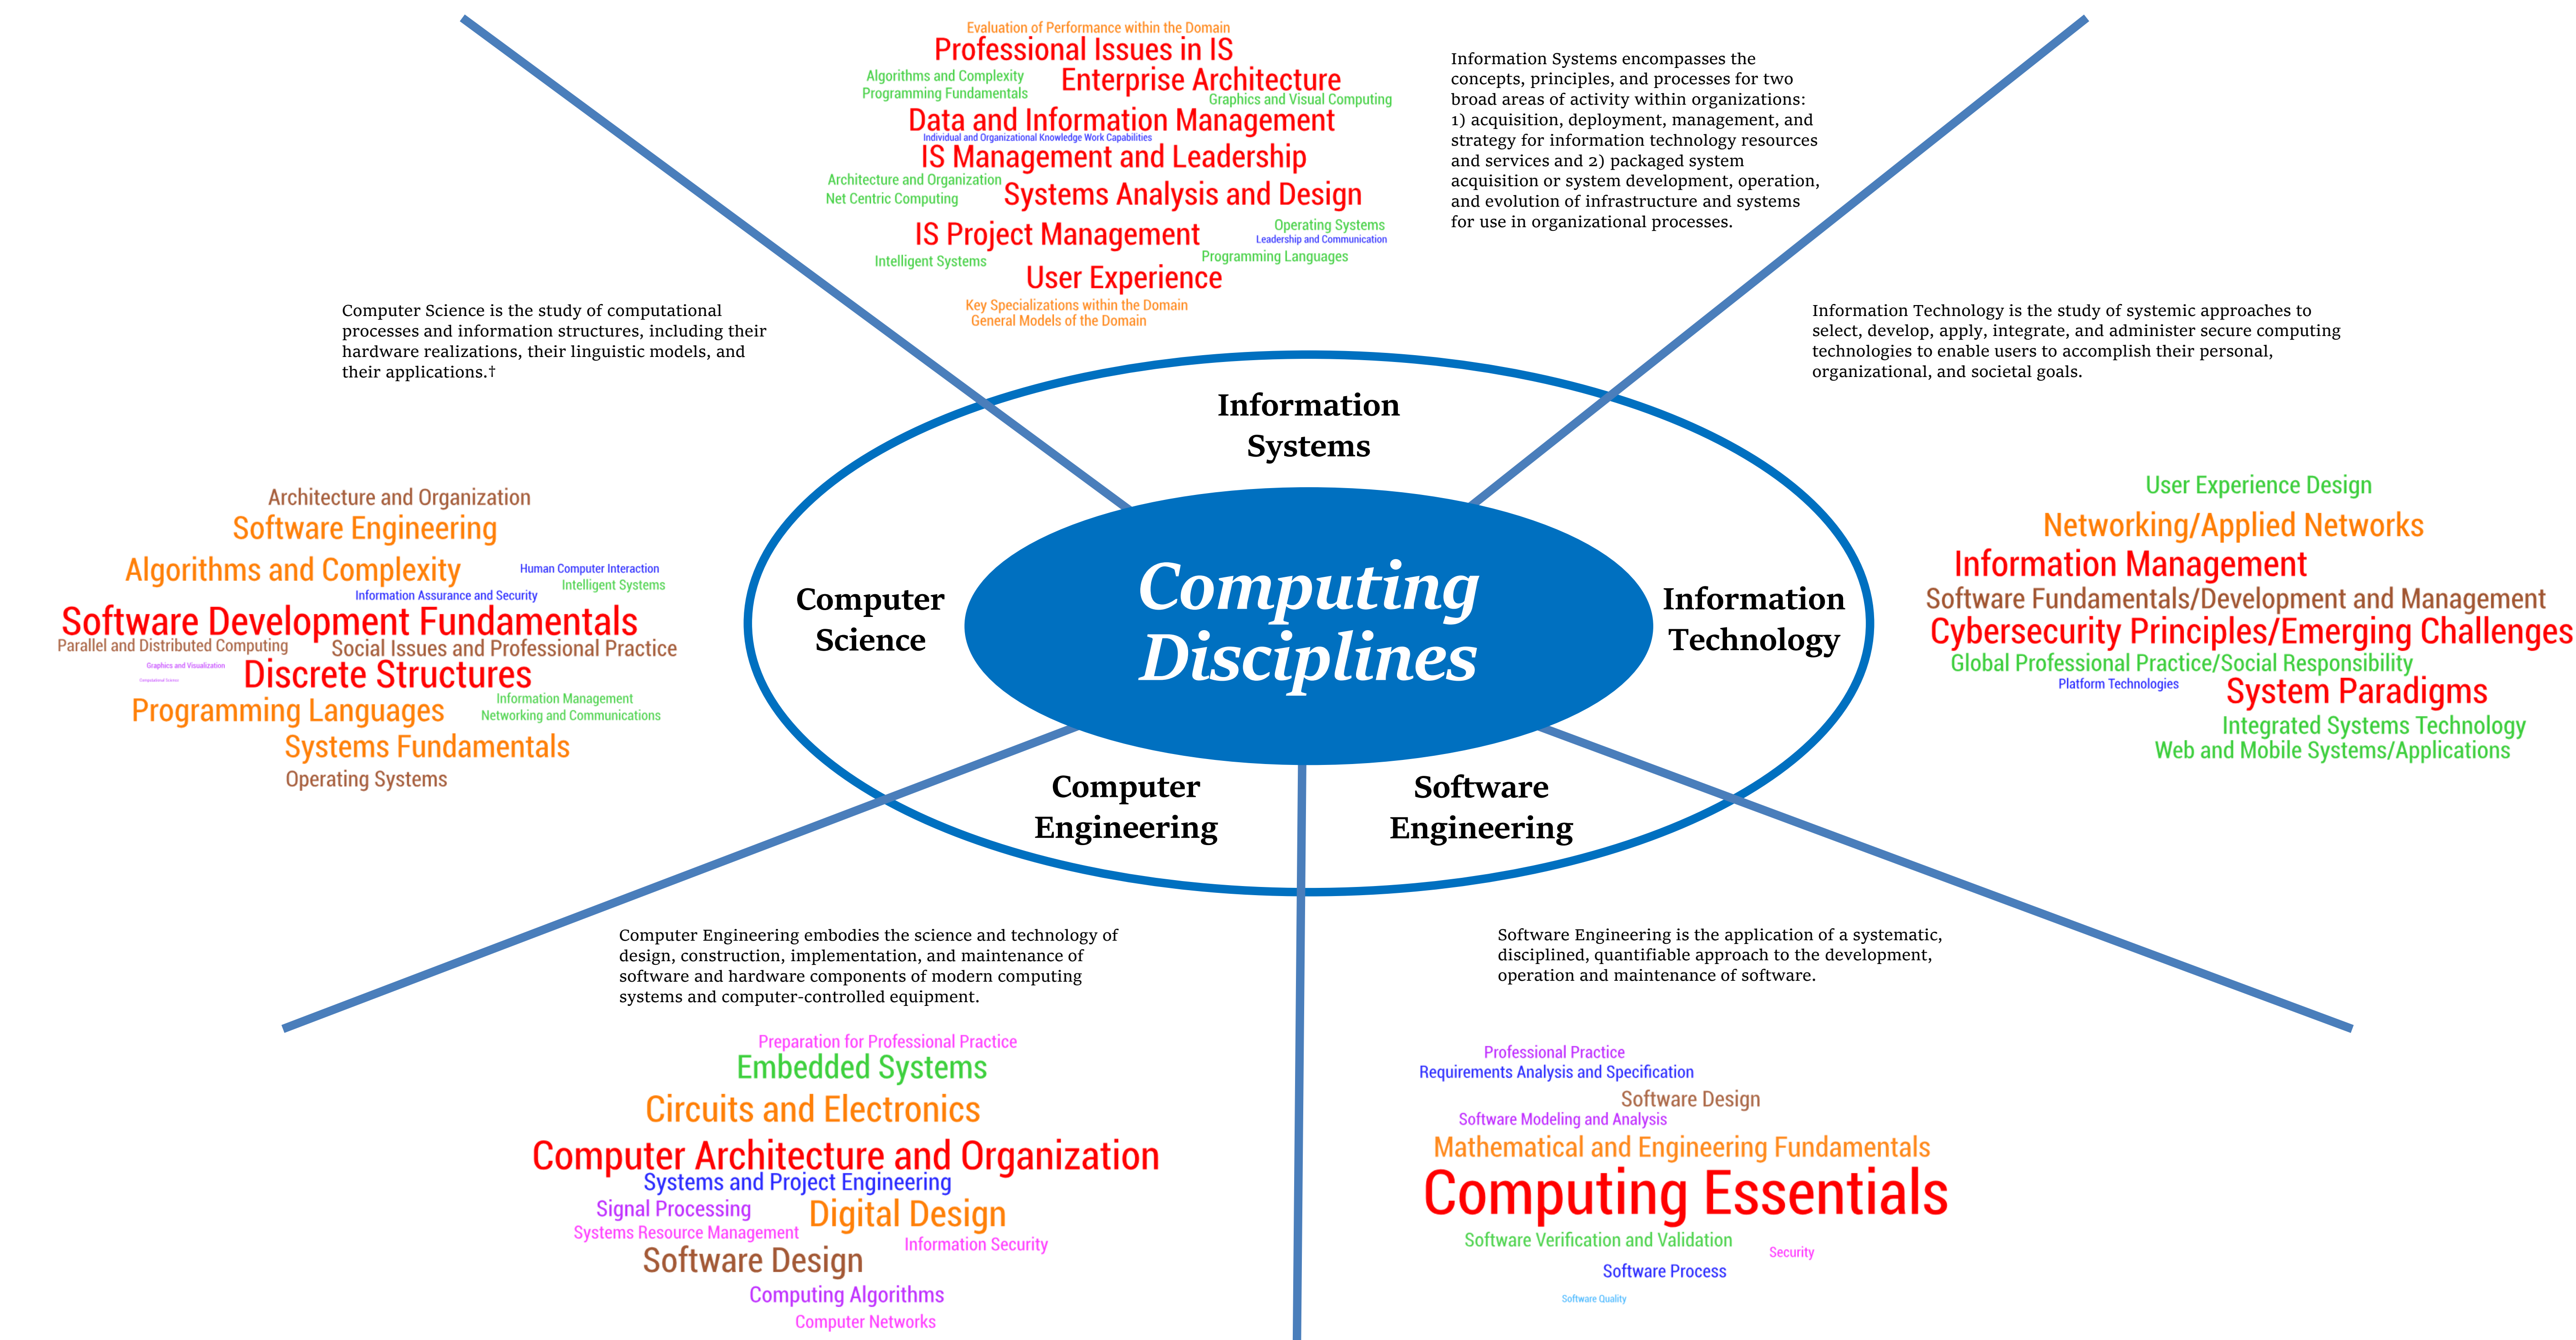 Evaluation of Performance within the Domain
Professional Issues in IS
Algorithms and Complexity
Enterprise Architecture
Programming Fundamentals
Graphics and Visual Computing
Data and Information Management
Individual and Organizational Knowledge Work Capabilities
IS Management and Leadership
Architecture and Organization
Systems Analysis and Design
Net Centric Computing
IS Project Management
Operating Systems
Leadership and Communication
Intelligent Systems
Programming Languages
User Experience
Key Specializations within the Domain
General Models of the Domain
Information Systems encompasses the
concepts, principles, and processes for two
broad areas of activity within organizations:
1) acquisition, deployment, management, and
strategy for information technology resources
and services and 2) packaged system
acquisition or system development, operation,
and evolution of infrastructure and systems
for use in organizational processes.
Computer Science is the study of computational
processes and information structures, including their
hardware realizations, their linguistic models, and
their applications.†
Information Technology is the study of systemic approaches to
select, develop, apply, integrate, and administer secure computing
technologies to enable users to accomplish their personal,
organizational, and societal goals.
Information
Systems
Computer
Science
Computing
Disciplines
Information
Technology
Computer
Engineering
Software
Engineering
Architecture and Organization
Software Engineering
Algorithms and Complexity
Human Computer Interaction
Intelligent Systems
Information Assurance and Security
Software Development Fundamentals
Parallel and Distributed Computing
Social Issues and Professional Practice
Graphics and Visualization
Discrete Structures
Computational Science
Information Management
Programming Languages
Networking and Communications
Systems Fundamentals
Operating Systems
User Experience Design
Networking/Applied Networks
Information Management
Software Fundamentals/Development and Management
Cybersecurity Principles/Emerging Challenges
Global Professional Practice/Social Responsibility
Platform Technologies
System Paradigms
Integrated Systems Technology
Web and Mobile Systems/Applications
Computer Engineering embodies the science and technology of
design, construction, implementation, and maintenance of
software and hardware components of modern computing
systems and computer-controlled equipment.
Preparation for Professional Practice
Embedded Systems
Circuits and Electronics
Computer Architecture and Organization
Systems and Project Engineering
Signal Processing
Digital Design
Systems Resource Management
Information Security
Software Design
Computing Algorithms
Computer Networks
Software Engineering is the application of a systematic,
disciplined, quantifiable approach to the development,
operation and maintenance of software.
Professional Practice
Requirements Analysis and Specification
Software Design
Software Modeling and Analysis
Mathematical and Engineering Fundamentals
Computing Essentials
Software Verification and Validation
Security
Software Process
Software Quality